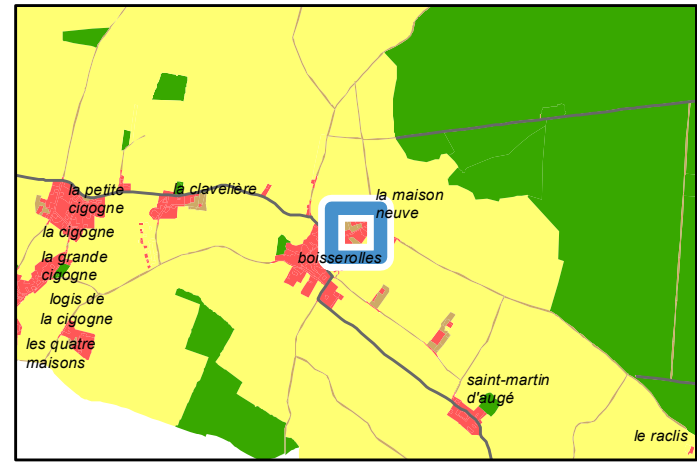 la petite
cigogne
la clavelière
la maison
neuve
la cigogne
boisserolles
la grande
cigogne
logis de
la cigogne
les quatre
maisons
saint-martin
d'augé
le raclis